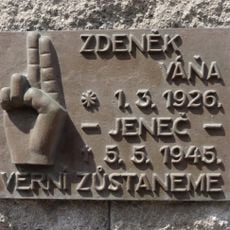 ZDENĚK
VÁŇA
* 1.3.1926.
– JENEČ –
† 5.5.1945.
VĚRNI ZŮSTANEME